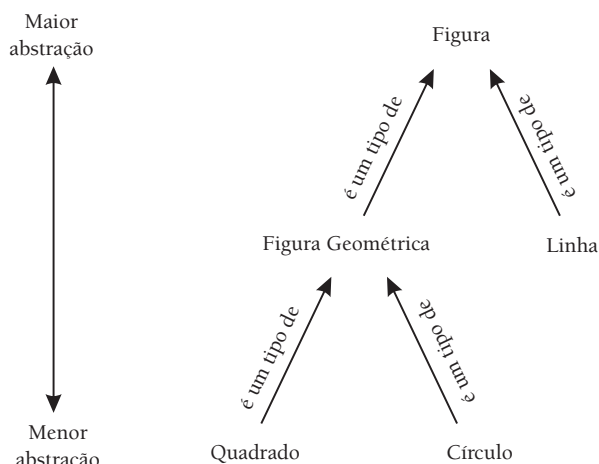 Maior
abstração
Figura
é um tipo de
é um tipo de
Figura Geométrica
Linha
é um tipo de
é um tipo de
Menor
abstração
Quadrado
Círculo